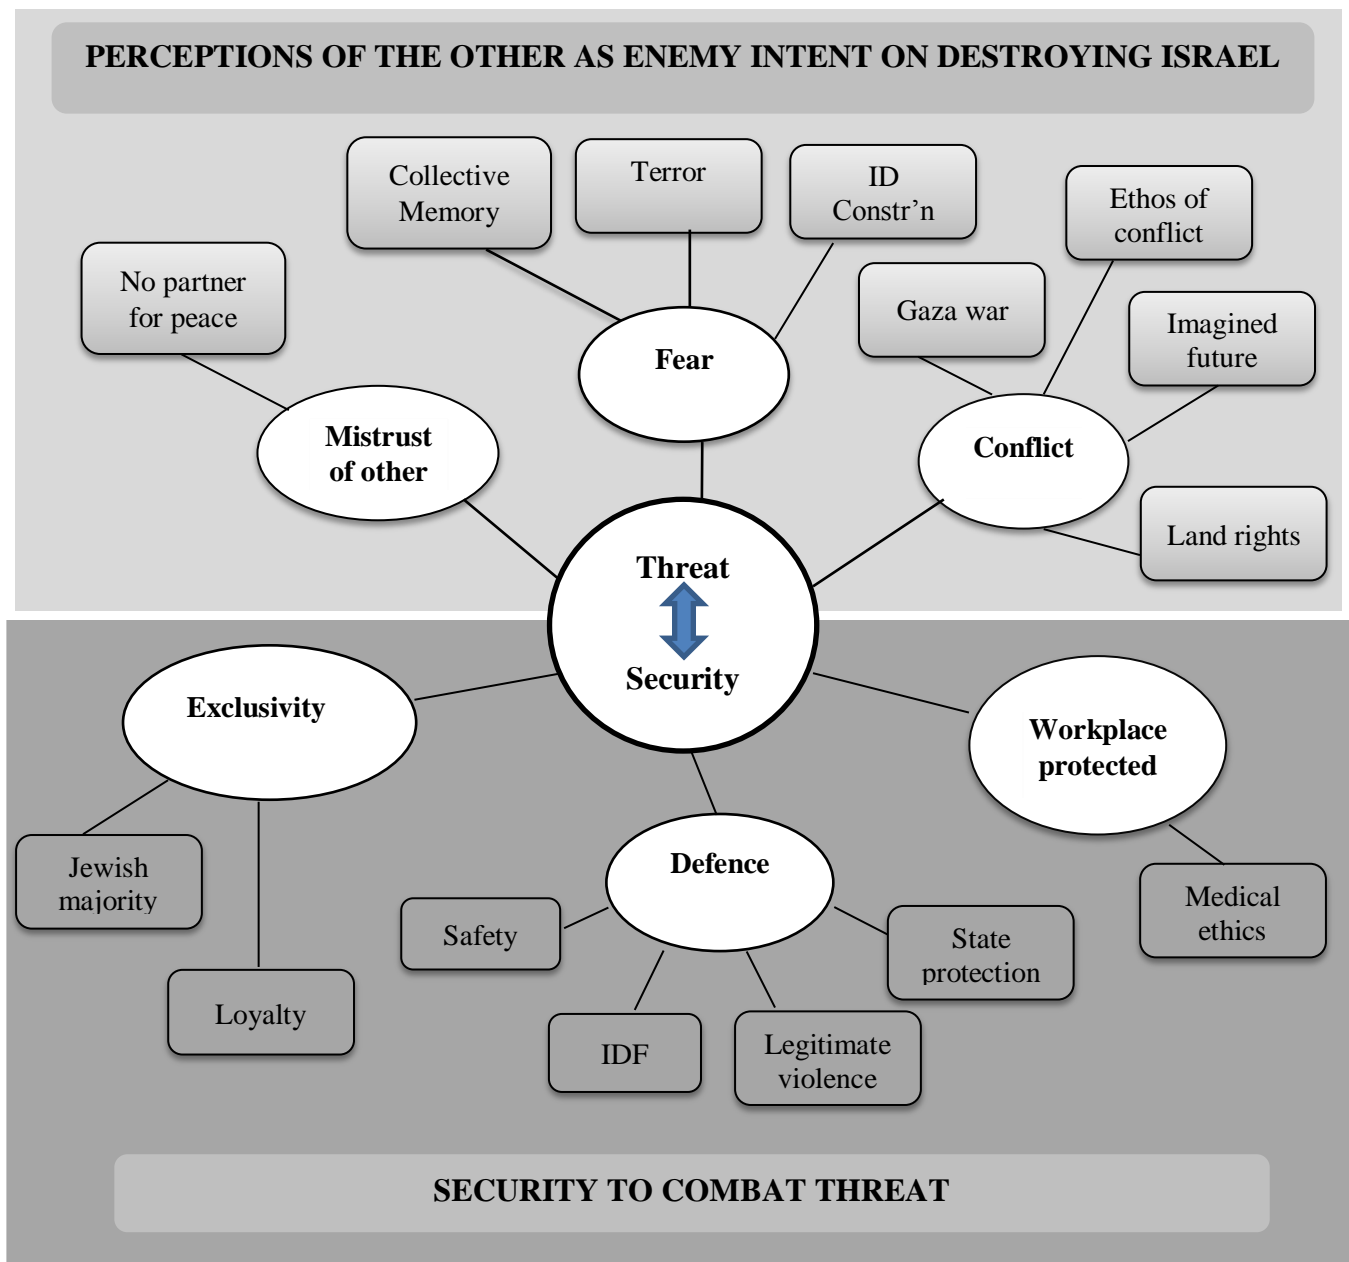 PERCEPTIONS OF THE OTHER AS ENEMY INTENT ON DESTROYING ISRAEL
Collective
Memory
Terror
ID
Constr’n
Ethos of
conflict
No partner
for peace
Gaza war
Imagined
future
Fear
Mistrust
of other
Conflict
Land rights
Threat
Security
Exclusivity
Workplace
protected
Jewish
majority
Defence
Medical
ethics
Safety
State
protection
Loyalty
IDF
Legitimate
violence
SECURITY TO COMBAT THREAT